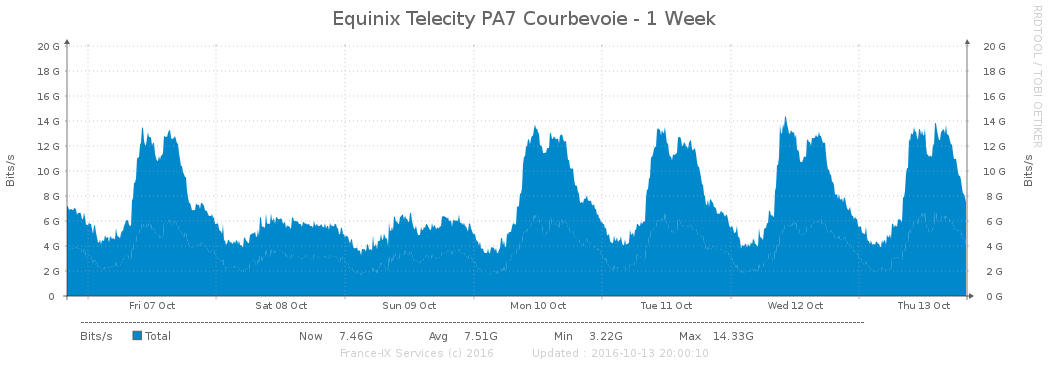 Equinix Telecity PA7 Courbevoie - 1 Week
RRDTOOL / TOBI OETIKER
Bits/s
20 G 20 G
18 G 18 G
16 G 16 G
14 G 14 G
12 G 12 G
10 G 10 G
8 G 8 G
6 G 6 G
4 G 4 G
2 G 2 G
0 0 G
Bits/s
Fri 07 Oct Sat 08 Oct Sun 09 Oct Mon 10 Oct Tue 11 Oct Wed 12 Oct Thu 13 Oct
Bits/s Total Now 7.46G Avg 7.51G Min 3.22G Max 14.33G
France-IX Services (c) 2016 Updated : 2016-10-13 20:00:10